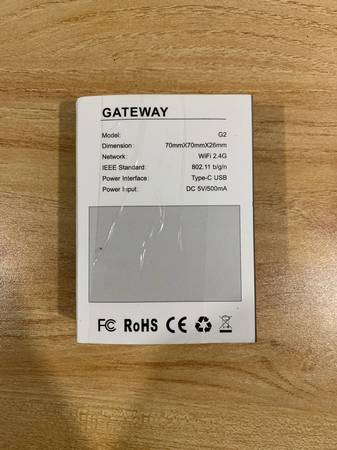 GATEWAY
Model: G2
Dimension: 70mmX70mmX26mm
Network: WiFi 2.4G
IEEE Standard: 802.11 b/g/n
Power Interface: Type-C USB
Power Input: DC 5V/500mA
FC RoHS CE